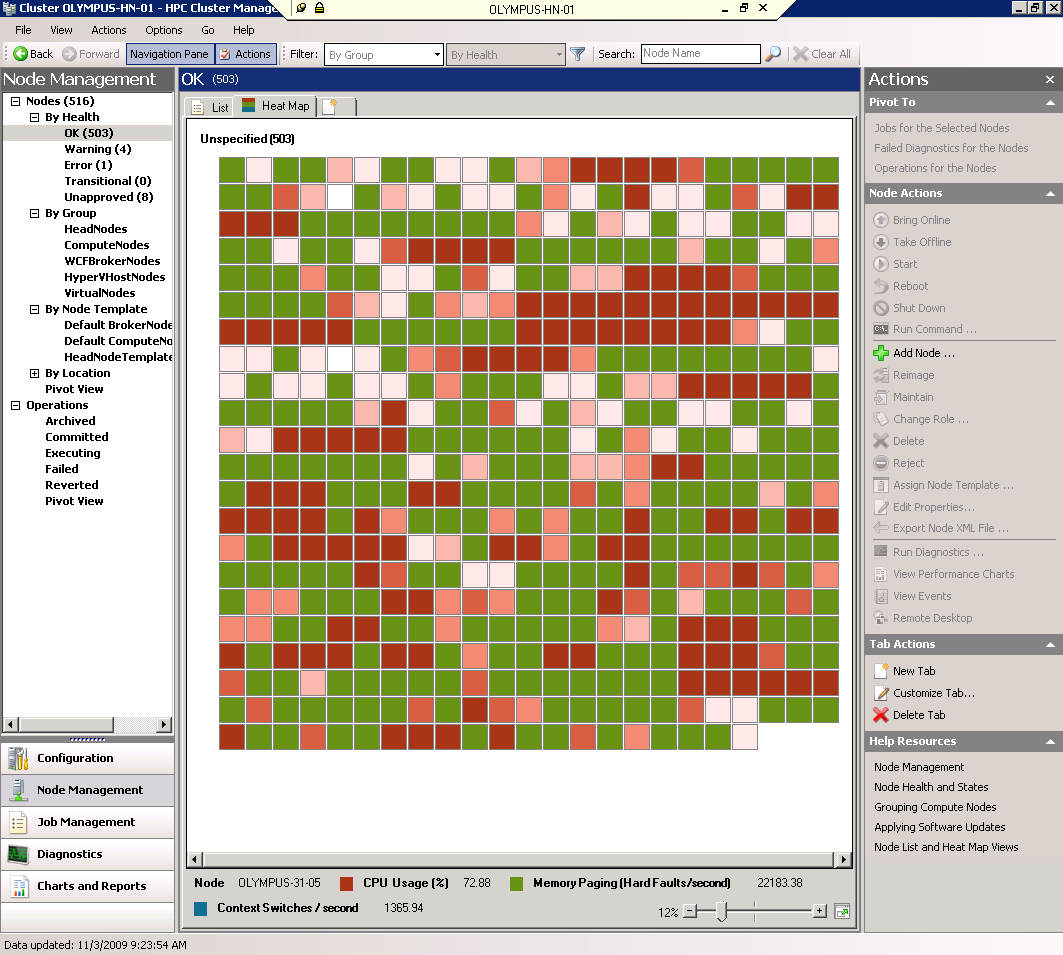 Cluster OLYMPUS-HN-01 - HPC Cluster Manage
OLYMPUS-HN-01
File View Actions Options Go Help
Back Forward Navigation Pane Actions Filter: By Group By Health Search: Node Name Clear All
Node Management
Nodes (516)
By Health
OK (503)
Warning (4)
Error (1)
Transitional (0)
Unapproved (8)
By Group
HeadNodes
ComputeNodes
WCFBrokerNodes
HyperVHostNodes
VirtualNodes
By Node Template
Default BrokerNode
Default ComputeNo
HeadNodeTemplate
By Location
Pivot View
Operations
Archived
Committed
Executing
Failed
Reverted
Pivot View
Configuration
Node Management
Job Management
Diagnostics
Charts and Reports
OK (503)
List Heat Map
Unspecified (503)
Node OLYMPUS-31-05 CPU Usage (%) 72.88 Memory Paging (Hard Faults/second) 22183.38
Context Switches / second 1365.94
12%
Actions
Pivot To
Jobs for the Selected Nodes
Failed Diagnostics for the Nodes
Operations for the Nodes
Node Actions
Bring Online
Take Offline
Start
Reboot
Shut Down
Run Command ...
Add Node ...
Reimage
Maintain
Change Role ...
Delete
Reject
Assign Node Template ...
Edit Properties...
Export Node XML File ...
Run Diagnostics ...
View Performance Charts
View Events
Remote Desktop
Tab Actions
New Tab
Customize Tab...
Delete Tab
Help Resources
Node Management
Node Health and States
Grouping Compute Nodes
Applying Software Updates
Node List and Heat Map Views
Data updated: 11/3/2009 9:23:54 AM